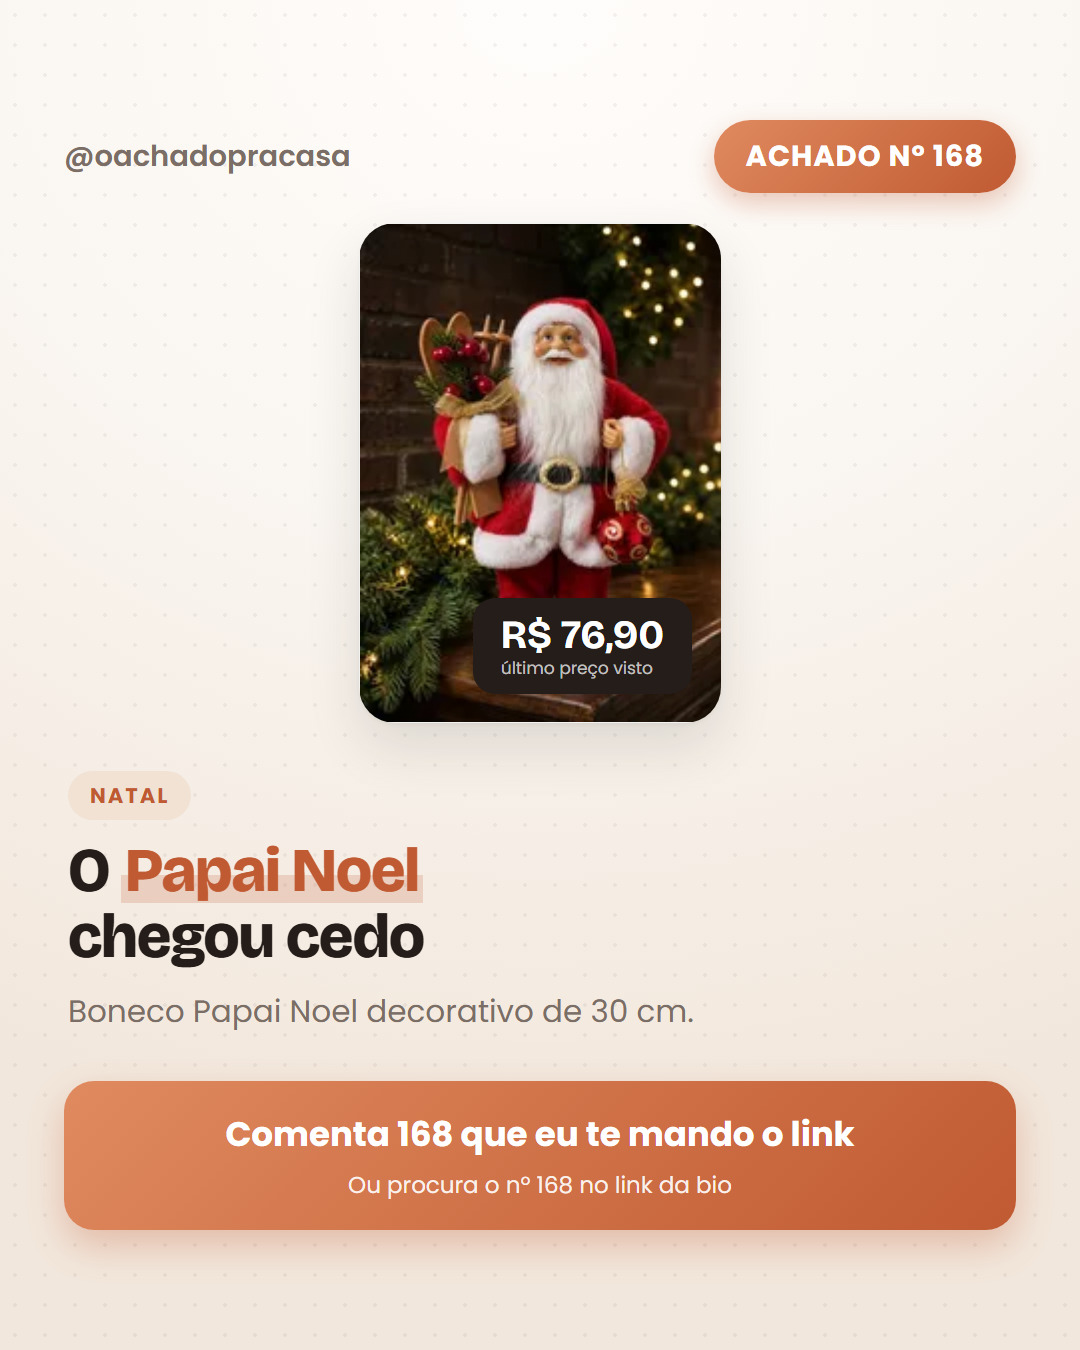 @oachadopracasa
ACHADO Nº 168
R$ 76,90
último preço visto
NATAL
O Papai Noel
chegou cedo
Boneco Papai Noel decorativo de 30 cm.
Comenta 168 que eu te mando o link
Ou procura o nº 168 no link da bio